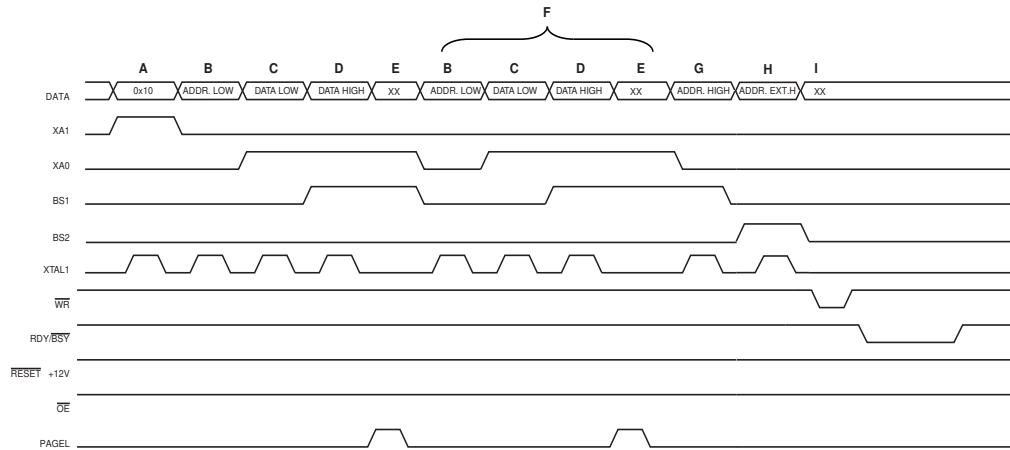 F
A B C D E B C D E G H I
DATA 0x10 ADDR. LOW DATA LOW DATA HIGH XX ADDR. LOW DATA LOW DATA HIGH XX ADDR. HIGH ADDR. EXT.H XX
XA1
XA0
BS1
BS2
XTAL1
WR
RDY/BSY
RESET +12V
OE
PAGEL